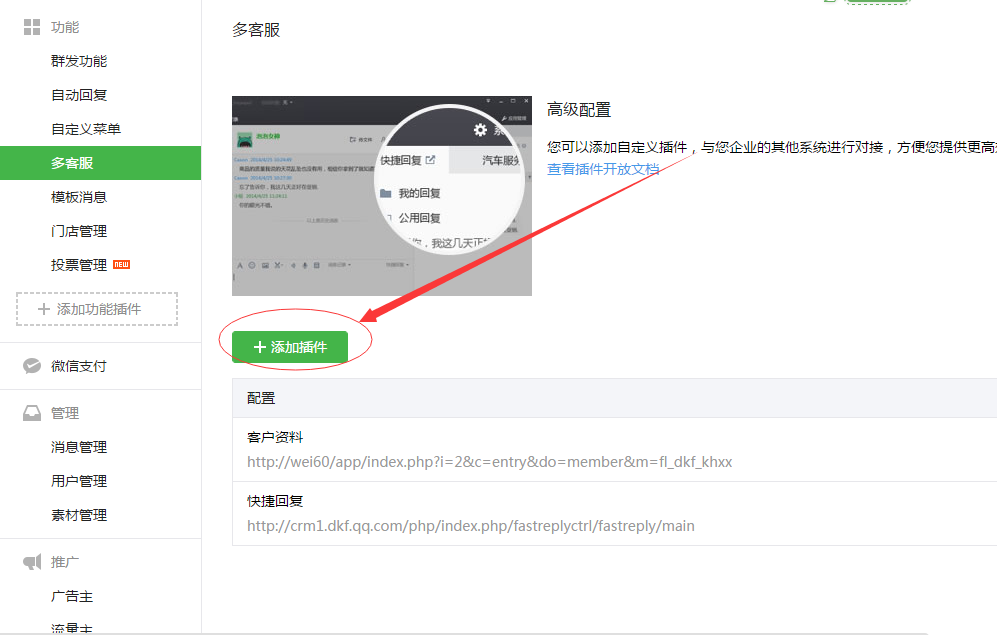 功能
群发功能
自动回复
自定义菜单
多客服
模板消息
门店管理
投票管理 NEW
添加功能插件
微信支付
管理
消息管理
用户管理
素材管理
推广
广告主
流量主
多客服
快捷回复
汽车服务
我的回复
公用回复
你，我这几天正好
高级配置
您可以添加自定义插件，与您企业的其他系统进行对接，方便您提供更高
查看插件开放文档
添加插件
配置
客户资料
http://wei60/app/index.php?i=2&c=entry&do=member&m=fl_dkf_khxx
快捷回复
http://crm1.dkf.qq.com/php/index.php/fastreplyctrl/fastreply/main